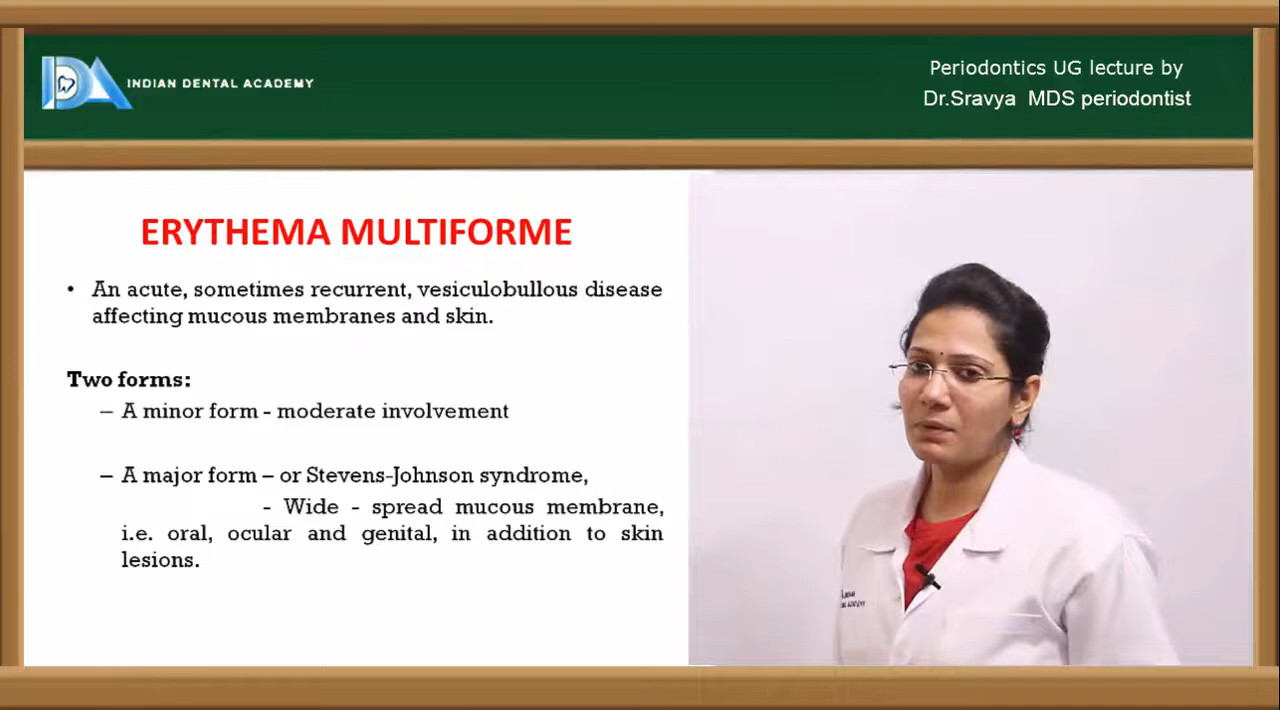 IDA
INDIAN DENTAL ACADEMY
Periodontics UG lecture by
Dr.Sravya MDS periodontist
ERYTHEMA MULTIFORME
• An acute, sometimes recurrent, vesiculobullous disease
affecting mucous membranes and skin.
Two forms:
– A minor form - moderate involvement
– A major form – or Stevens-Johnson syndrome,
- Wide - spread mucous membrane,
i.e. oral, ocular and genital, in addition to skin
lesions.